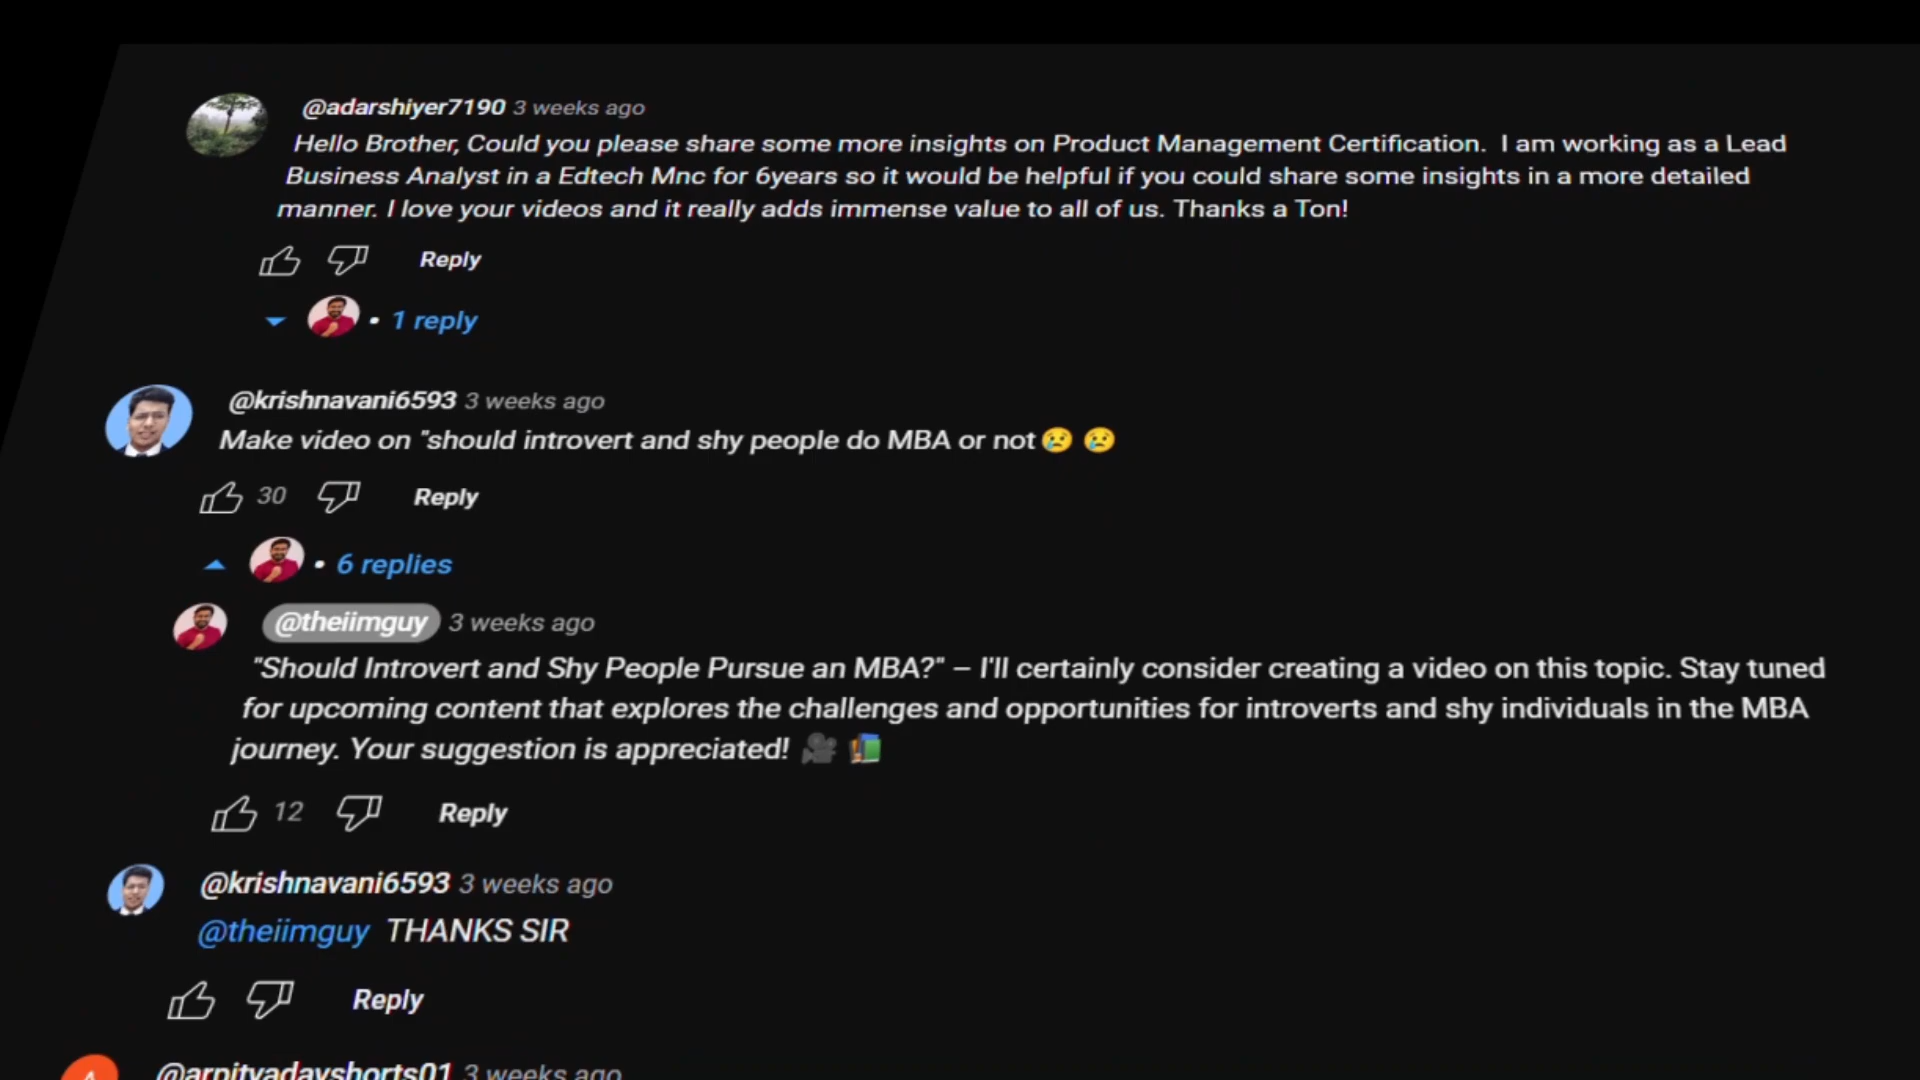 @adarshiyer7190 3 weeks ago
Hello Brother, Could you please share some more insights on Product Management Certification.  I am working as a Lead
Business Analyst in a Edtech Mnc for 6years so it would be helpful if you could share some insights in a more detailed
manner. I love your videos and it really adds immense value to all of us. Thanks a Ton!
Reply
• 1 reply
@krishnavani6593 3 weeks ago
Make video on "should introvert and shy people do MBA or not😢 😢
30 Reply
• 6 replies
@theiimguy 3 weeks ago
"Should Introvert and Shy People Pursue an MBA?" – I'll certainly consider creating a video on this topic. Stay tuned
for upcoming content that explores the challenges and opportunities for introverts and shy individuals in the MBA
journey. Your suggestion is appreciated! 🎥 📚
12 Reply
@krishnavani6593 3 weeks ago
@theiimguy THANKS SIR
Reply
@arpityadavshorts01 3 weeks ago